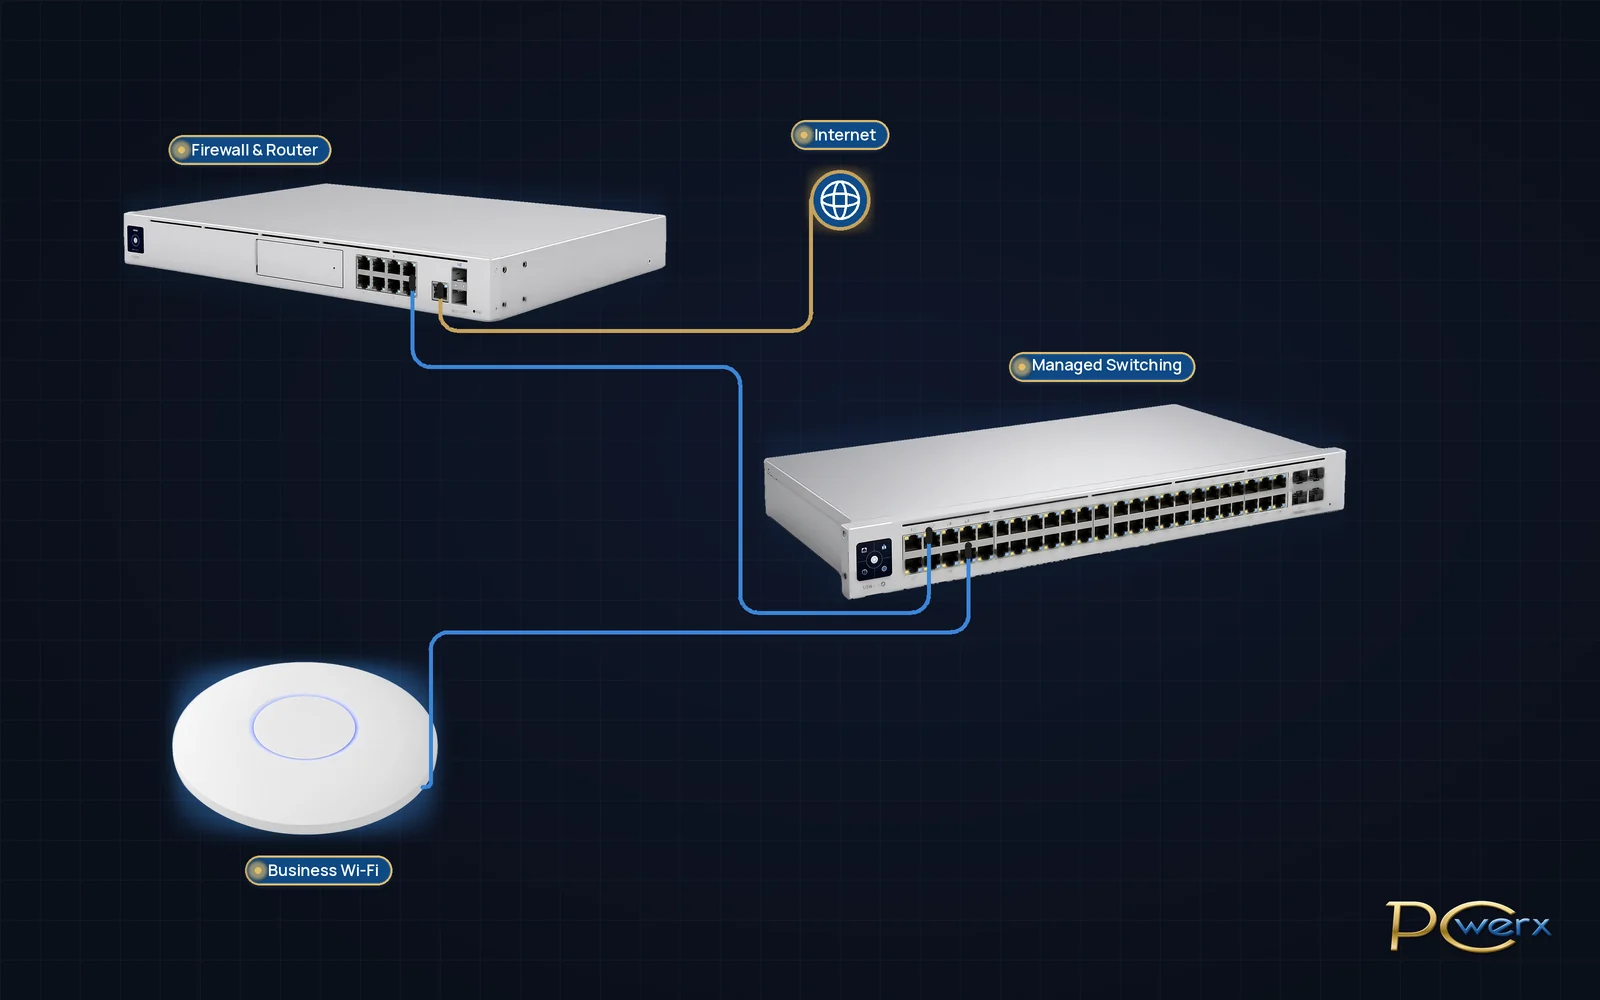 Firewall & Router
Internet
Managed Switching
Business Wi-Fi
PCwerx